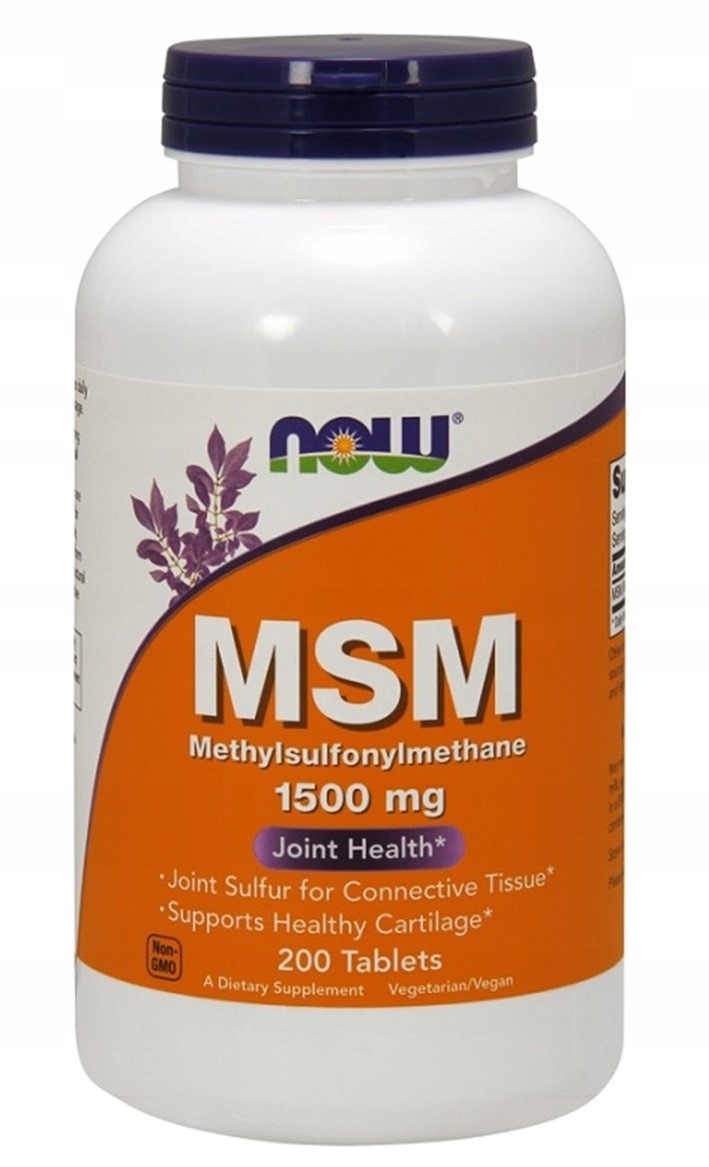 now®
MSM
Methylsulfonylmethane
1500 mg
Joint Health*
·Joint Sulfur for Connective Tissue*
·Supports Healthy Cartilage*
Non-
GMO
200 Tablets
A Dietary Supplement Vegetarian/Vegan